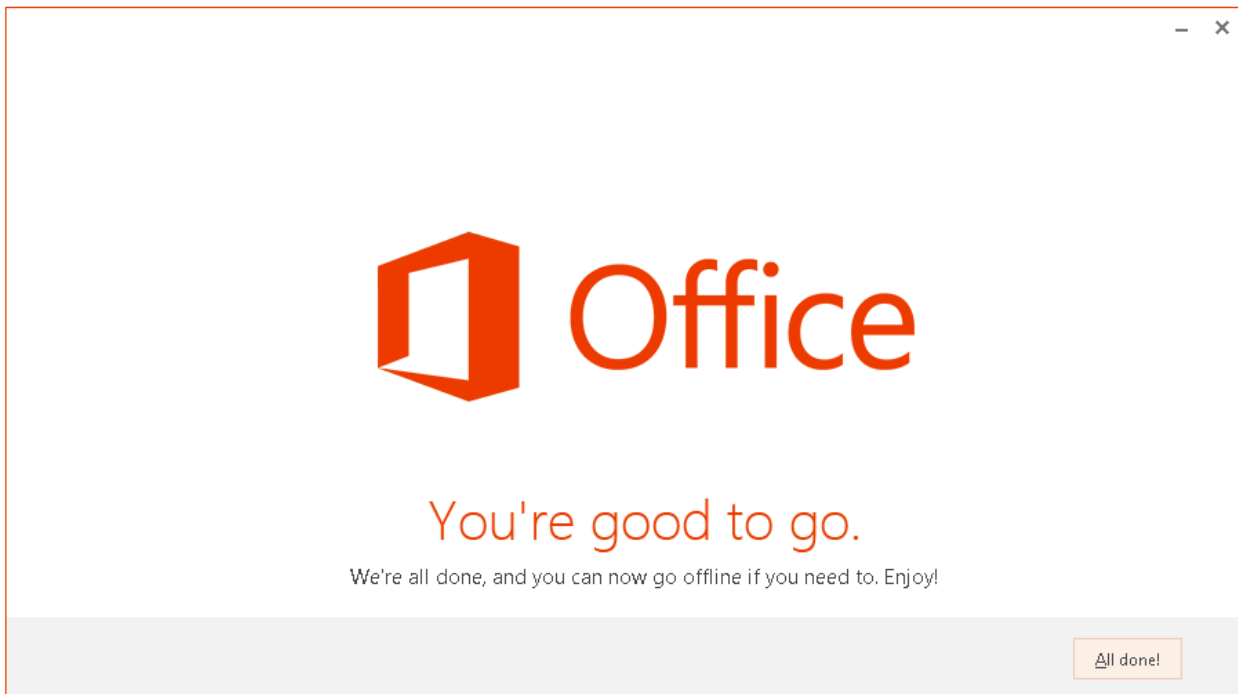 Office
You're good to go.
We're all done, and you can now go offline if you need to. Enjoy!
All done!